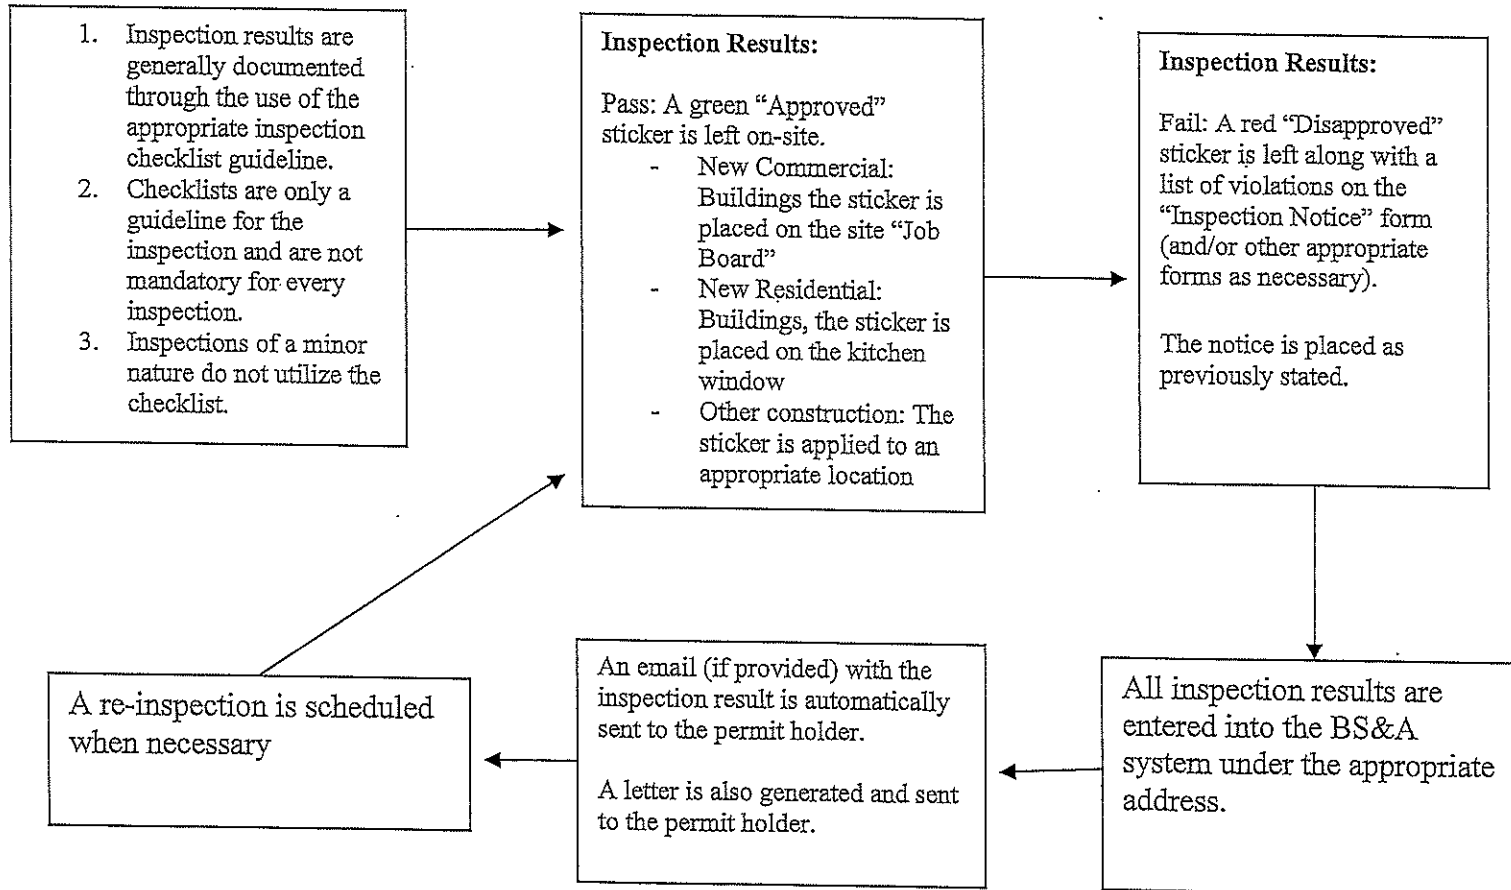 1. Inspection results are
generally documented
through the use of the
appropriate inspection
checklist guideline.
2. Checklists are only a
guideline for the
inspection and are not
mandatory for every
inspection.
3. Inspections of a minor
nature do not utilize the
checklist.
Inspection Results:
Pass: A green “Approved”
sticker is left on-site.
- New Commercial:
Buildings the sticker is
placed on the site “Job
Board”
- New Residential:
Buildings, the sticker is
placed on the kitchen
window
- Other construction: The
sticker is applied to an
appropriate location
Inspection Results:
Fail: A red “Disapproved”
sticker is left along with a
list of violations on the
“Inspection Notice” form
(and/or other appropriate
forms as necessary).
The notice is placed as
previously stated.
All inspection results are
entered into the BS&A
system under the appropriate
address.
An email (if provided) with the
inspection result is automatically
sent to the permit holder.
A letter is also generated and sent
to the permit holder.
A re-inspection is scheduled
when necessary